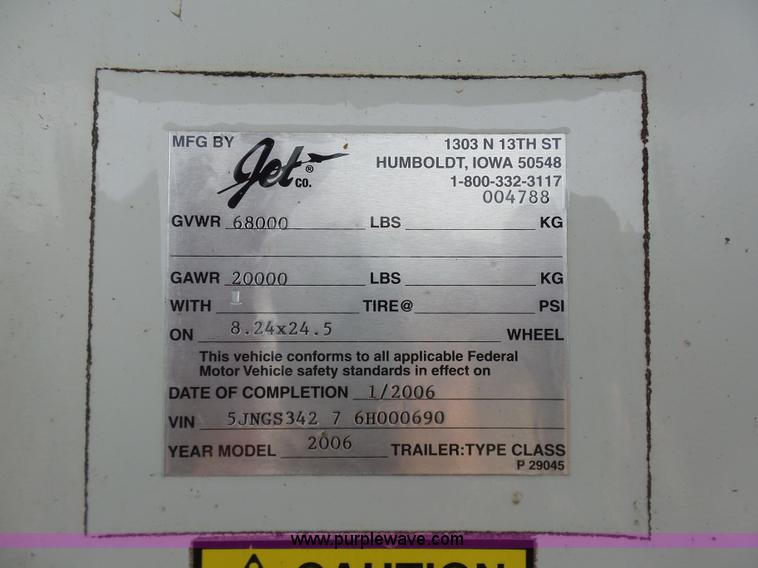 MFG BY Jet® CO. 1303 N 13TH ST
HUMBOLDT, IOWA 50548
1-800-332-3117
004788
GVWR 68000 LBS KG
GAWR 20000 LBS KG
WITH TIRE@ PSI
ON 8.24x24.5 WHEEL
This vehicle conforms to all applicable Federal
Motor Vehicle safety standards in effect on
DATE OF COMPLETION 1/2006
VIN 5JNGS342 7 6H000690
YEAR MODEL 2006 TRAILER:TYPE CLASS
P 29045
www.purplewave.com
CAUTION